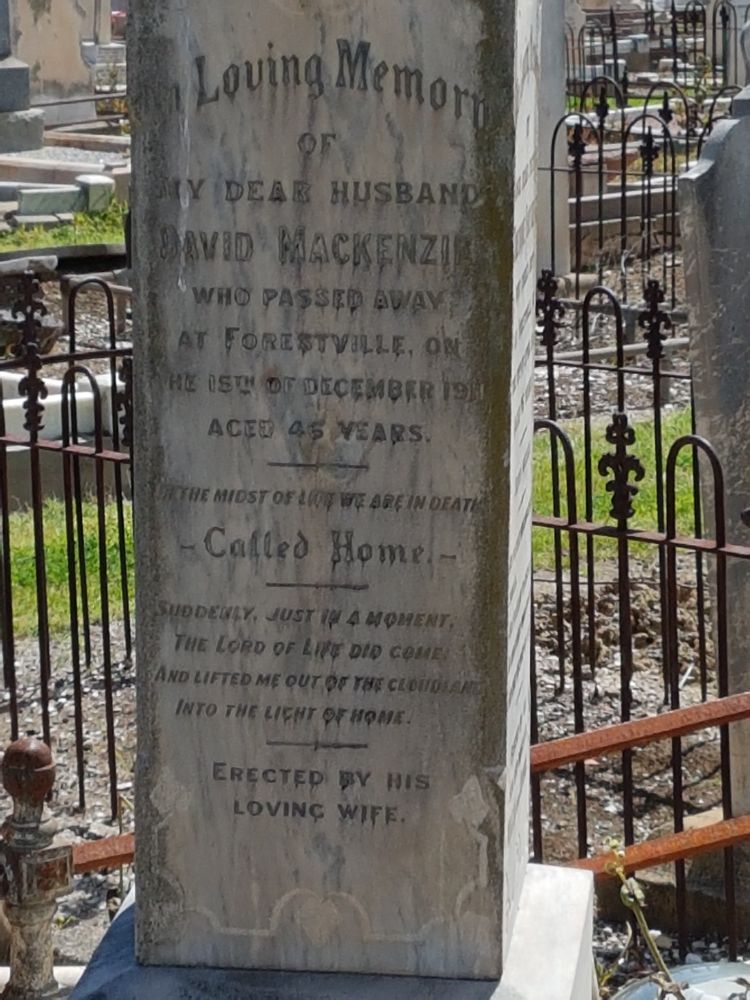 In Loving Memory
OF
MY DEAR HUSBAND
DAVID MACKENZIE
WHO PASSED AWAY
AT FORESTVILLE, ON
THE 15TH OF DECEMBER
AGED 45 YEARS.
IN THE MIDST OF LIFE WE ARE IN DEATH
- Called Home. -
SUDDENLY, JUST IN A MOMENT,
THE LORD OF LIFE DID COME,
AND LIFTED ME OUT OF THE CLOUDLAND
INTO THE LIGHT OF HOME.
ERECTED BY HIS
LOVING WIFE.